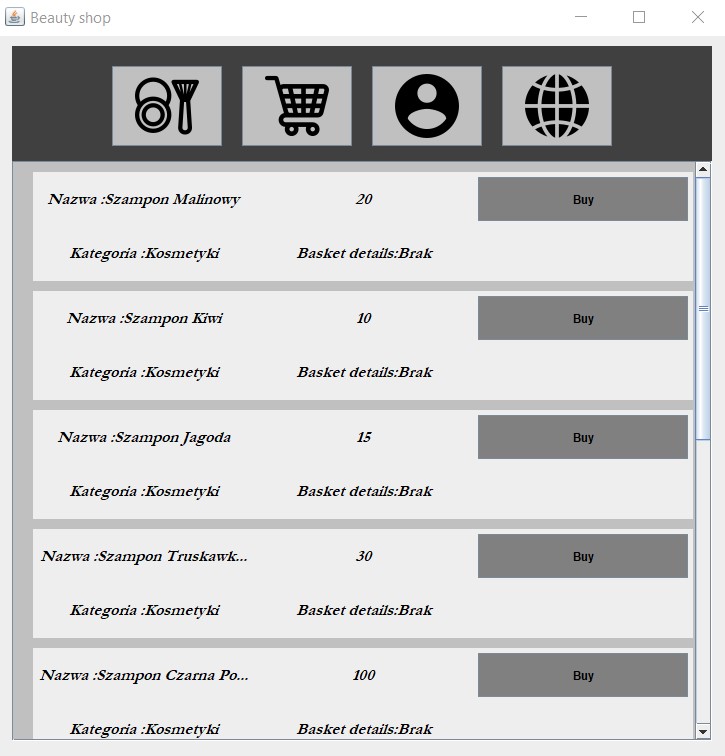 Beauty shop
Nazwa :Szampon Malinowy 20 Buy
Kategoria :Kosmetyki Basket details:Brak
Nazwa :Szampon Kiwi 10 Buy
Kategoria :Kosmetyki Basket details:Brak
Nazwa :Szampon Jagoda 15 Buy
Kategoria :Kosmetyki Basket details:Brak
Nazwa :Szampon Truskawk... 30 Buy
Kategoria :Kosmetyki Basket details:Brak
Nazwa :Szampon Czarna Po... 100 Buy
Kategoria :Kosmetyki Basket details:Brak